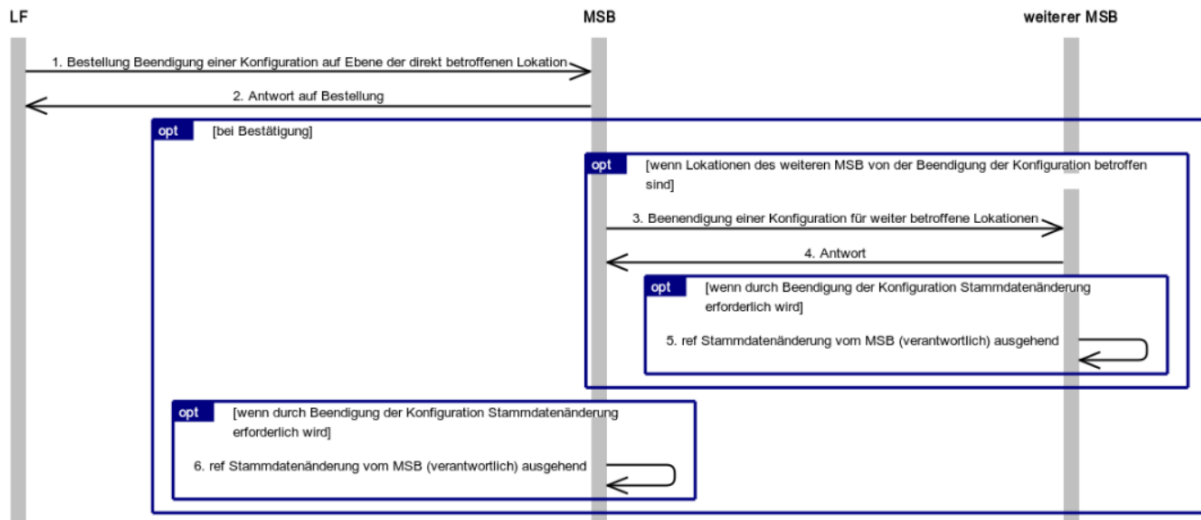 LF
MSB
weiterer MSB
1. Bestellung Beendigung einer Konfiguration auf Ebene der direkt betroffenen Lokation
2. Antwort auf Bestellung
opt
[bei Bestätigung]
opt
[wenn Lokationen des weiteren MSB von der Beendigung der Konfiguration betroffen
sind]
3. Beenendigung einer Konfiguration für weiter betroffene Lokationen
4. Antwort
opt
[wenn durch Beendigung der Konfiguration Stammdatenänderung
erforderlich wird]
5. ref Stammdatenänderung vom MSB (verantwortlich) ausgehend
opt
[wenn durch Beendigung der Konfiguration Stammdatenänderung
erforderlich wird]
6. ref Stammdatenänderung vom MSB (verantwortlich) ausgehend